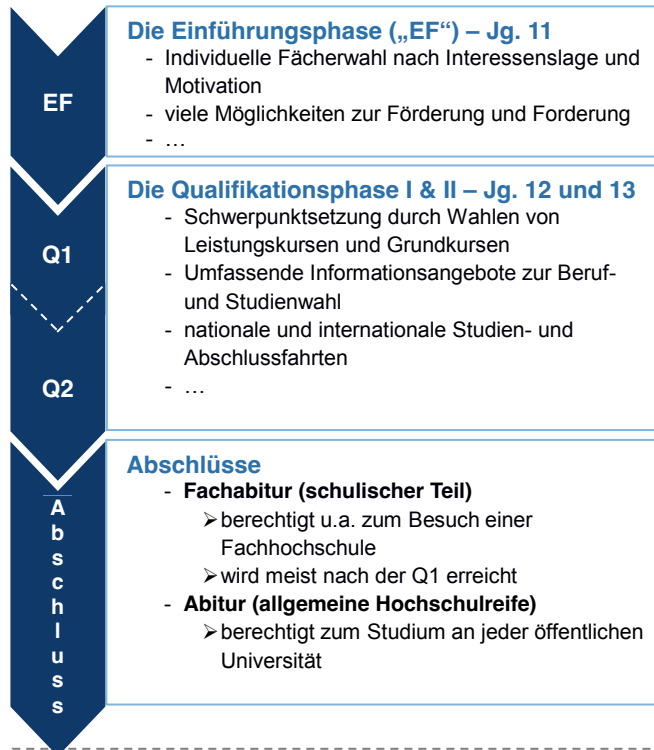 EF
Die Einführungsphase („EF“) – Jg. 11
- Individuelle Fächerwahl nach Interessenslage und
Motivation
- viele Möglichkeiten zur Förderung und Forderung
- …
Q1
Q2
Die Qualifikationsphase I & II – Jg. 12 und 13
- Schwerpunktsetzung durch Wahlen von
Leistungskursen und Grundkursen
- Umfassende Informationsangebote zur Beruf-
und Studienwahl
- nationale und internationale Studien- und
Abschlussfahrten
- …
A
b
s
c
h
l
u
s
s
Abschlüsse
- Fachabitur (schulischer Teil)
➢ berechtigt u.a. zum Besuch einer
Fachhochschule
➢ wird meist nach der Q1 erreicht
- Abitur (allgemeine Hochschulreife)
➢ berechtigt zum Studium an jeder öffentlichen
Universität